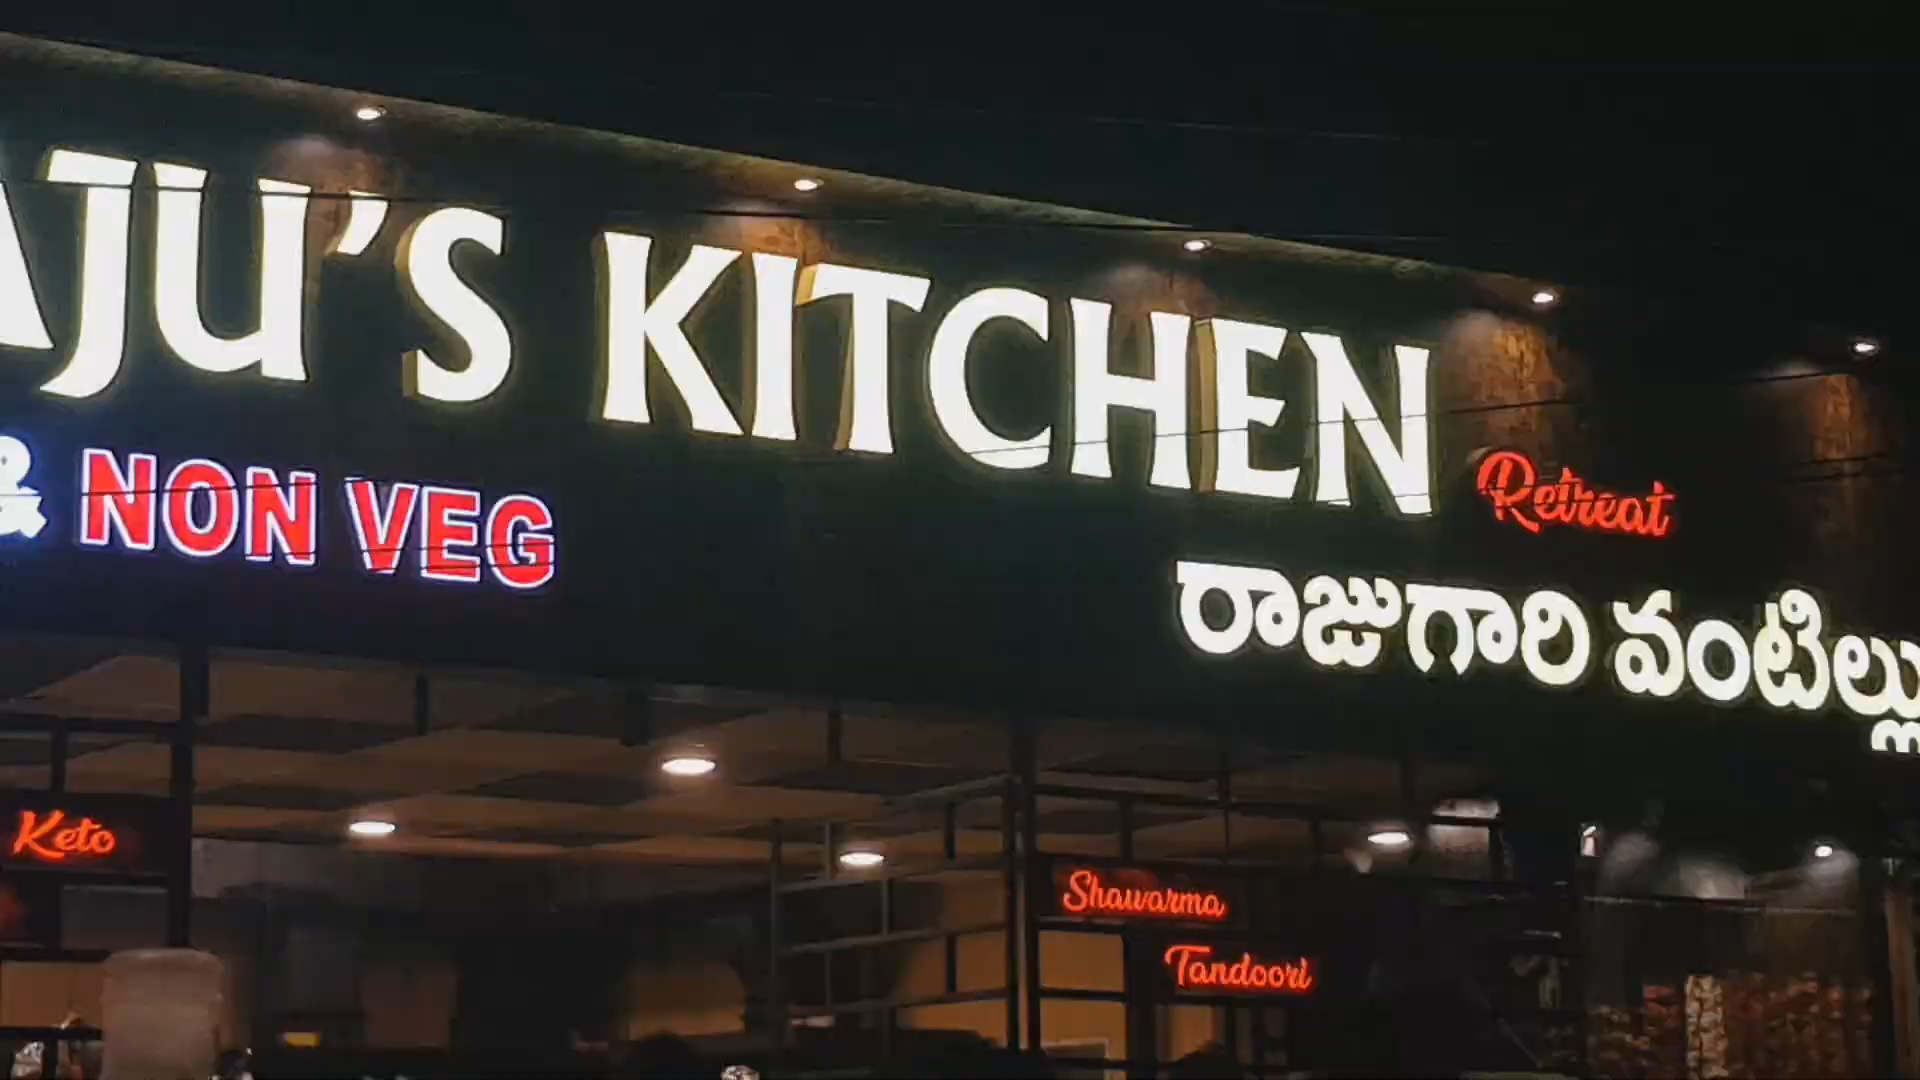 AJU'S KITCHEN Retreat
& NON VEG
రాజుగారి వంటిల్లు
Keto
Shawarma
Tandoori